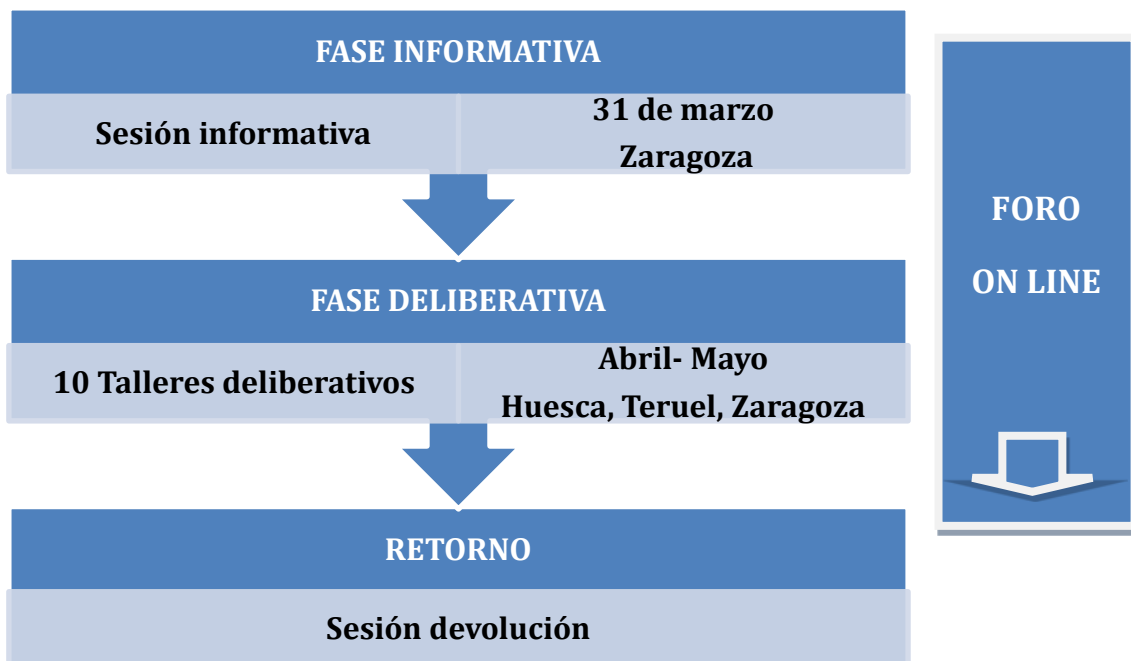 FASE INFORMATIVA
Sesión informativa
31 de marzo
Zaragoza
FASE DELIBERATIVA
10 Talleres deliberativos
Abril- Mayo
Huesca, Teruel, Zaragoza
RETORNO
Sesión devolución
FORO
ON LINE